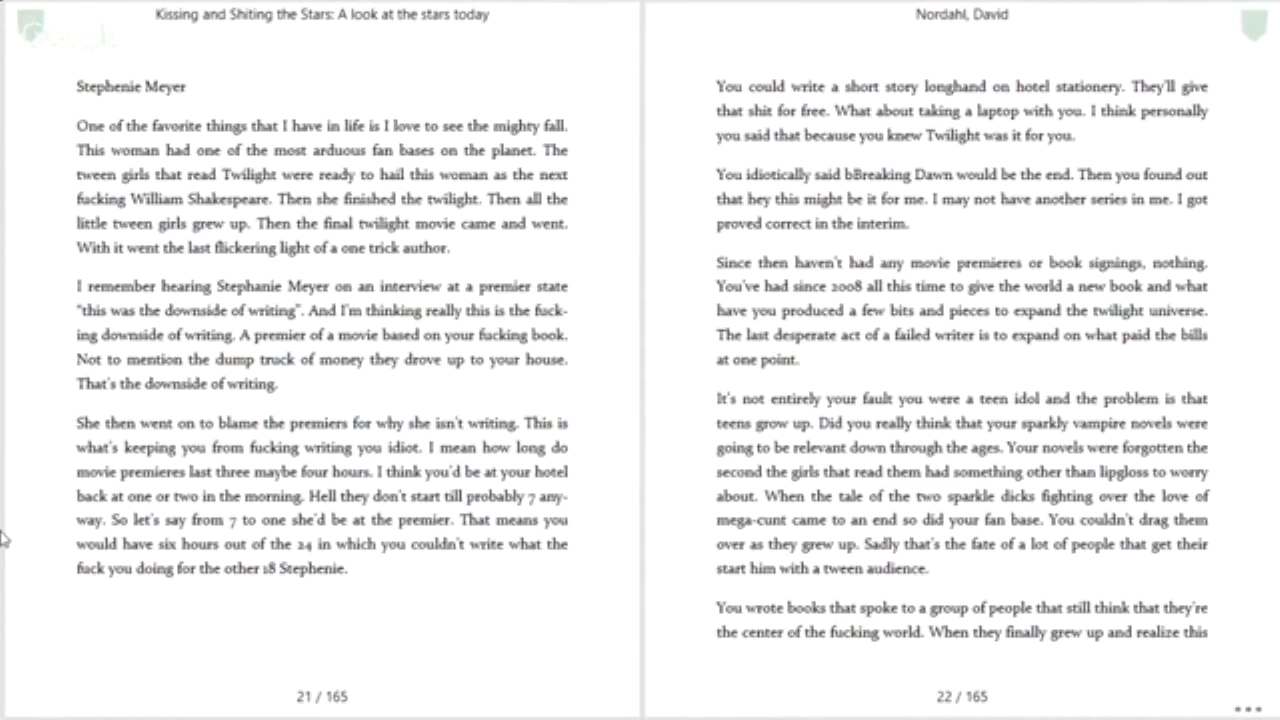 Kissing and Shiting the Stars: A look at the stars today
Stephenie Meyer
One of the favorite things that I have in life is I love to see the mighty fall.
This woman had one of the most arduous fan bases on the planet. The
tween girls that read Twilight were ready to hail this woman as the next
fucking William Shakespeare. Then she finished the twilight. Then all the
little tween girls grew up. Then the final twilight movie came and went.
With it went the last flickering light of a one trick author.
I remember hearing Stephanie Meyer on an interview at a premier state
"this was the downside of writing". And I'm thinking really this is the fuck-
ing downside of writing. A premier of a movie based on your fucking book.
Not to mention the dump truck of money they drove up to your house.
That's the downside of writing.
She then went on to blame the premiers for why she isn't writing. This is
what's keeping you from fucking writing you idiot. I mean how long do
movie premieres last three maybe four hours. I think you'd be at your hotel
back at one or two in the morning. Hell they don't start till probably 7 any-
way. So let's say from 7 to one she'd be at the premier. That means you
would have six hours out of the 24 in which you couldn't write what the
fuck you doing for the other 18 Stephenie.
21 / 165
Nordahl, David
You could write a short story longhand on hotel stationery. They'll give
that shit for free. What about taking a laptop with you. I think personally
you said that because you knew Twilight was it for you.
You idiotically said bBreaking Dawn would be the end. Then you found out
that hey this might be it for me. I may not have another series in me. I got
proved correct in the interim.
Since then haven't had any movie premieres or book signings, nothing.
You've had since 2008 all this time to give the world a new book and what
have you produced a few bits and pieces to expand the twilight universe.
The last desperate act of a failed writer is to expand on what paid the bills
at one point.
It's not entirely your fault you were a teen idol and the problem is that
teens grow up. Did you really think that your sparkly vampire novels were
going to be relevant down through the ages. Your novels were forgotten the
second the girls that read them had something other than lipgloss to worry
about. When the tale of the two sparkle dicks fighting over the love of
mega-cunt came to an end so did your fan base. You couldn't drag them
over as they grew up. Sadly that's the fate of a lot of people that get their
start him with a tween audience.
You wrote books that spoke to a group of people that still think that they're
the center of the fucking world. When they finally grew up and realize this
22 / 165